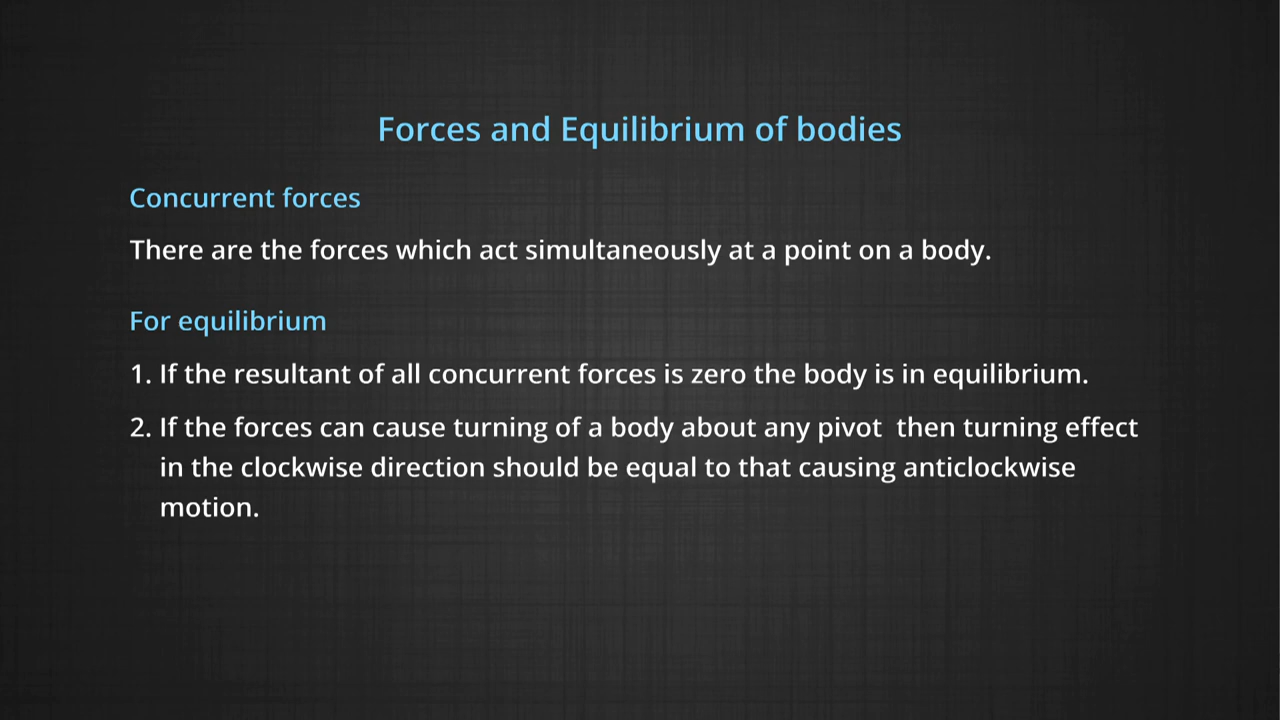 Forces and Equilibrium of bodies
Concurrent forces
There are the forces which act simultaneously at a point on a body.
For equilibrium
1. If the resultant of all concurrent forces is zero the body is in equilibrium.
2. If the forces can cause turning of a body about any pivot  then turning effect
in the clockwise direction should be equal to that causing anticlockwise
motion.